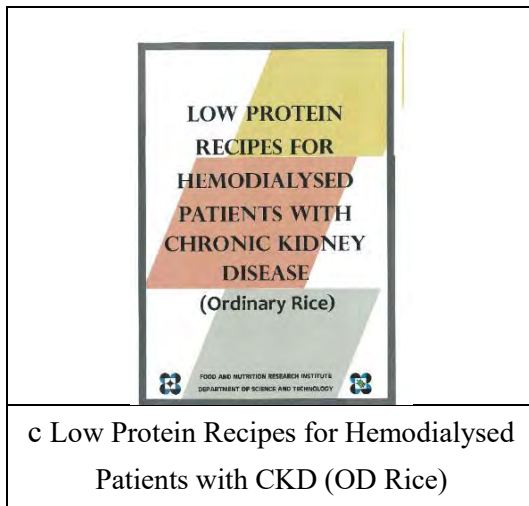 LOW PROTEIN
RECIPES FOR
HEMODIALYSED
PATIENTS WITH
CHRONIC KIDNEY
DISEASE
(Ordinary Rice)
FOOD AND NUTRITION RESEARCH INSTITUTE
DEPARTMENT OF SCIENCE AND TECHNOLOGY
c Low Protein Recipes for Hemodialysed
Patients with CKD (OD Rice)